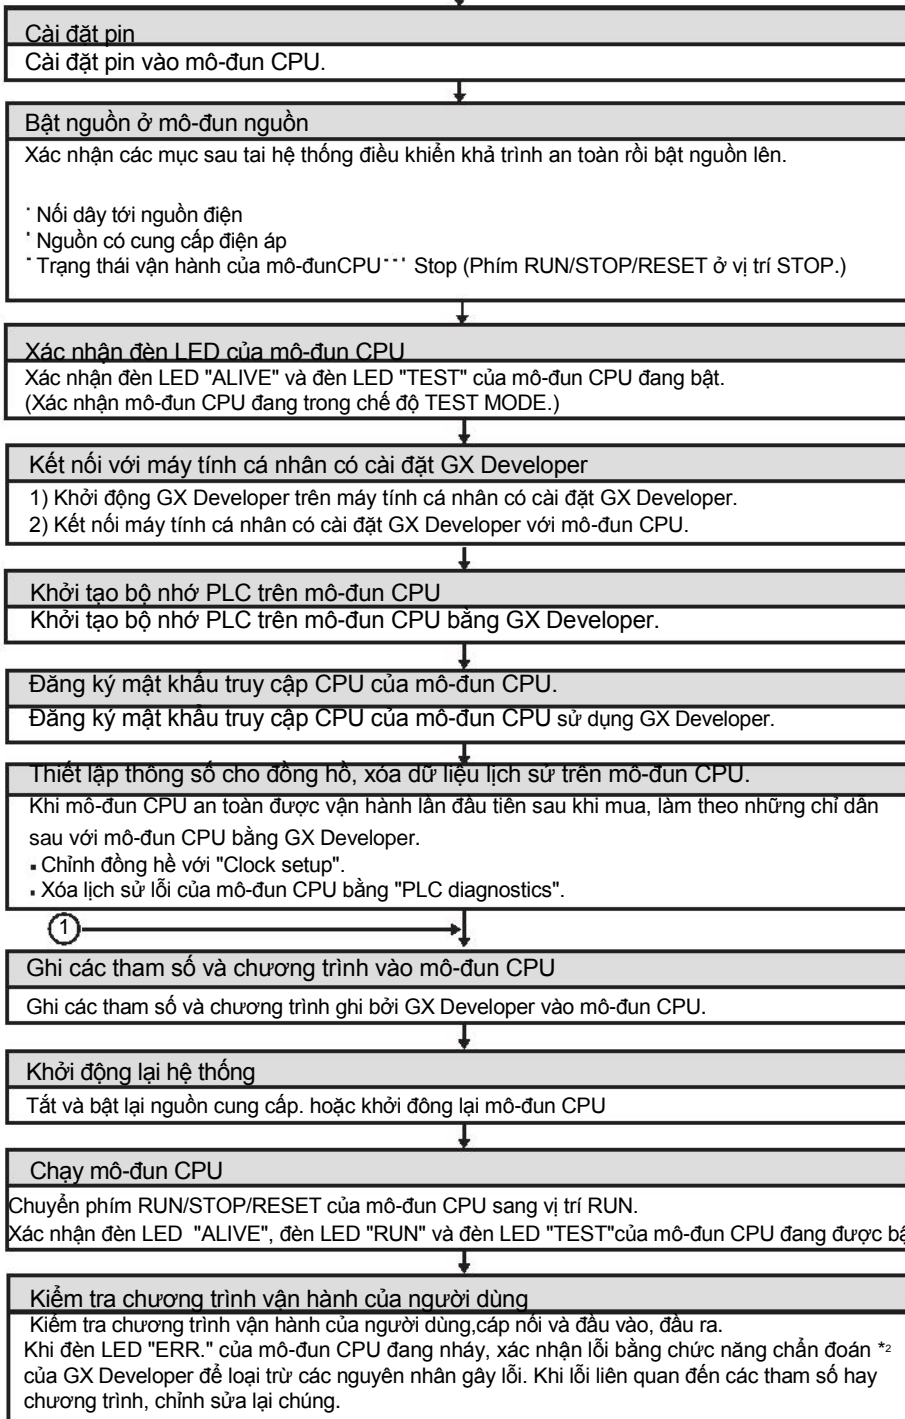 Cài đặt pin
Cài đặt pin vào mô-đun CPU.
Bật nguồn ở mô-đun nguồn
Xác nhận các mục sau tai hệ thống điều khiển khả trình an toàn rồi bật nguồn lên.
· Nối dây tới nguồn điện
· Nguồn có cung cấp điện áp
· Trạng thái vận hành của mô-đunCPU ··· Stop (Phím RUN/STOP/RESET ở vị trí STOP.)
Xác nhận đèn LED của mô-đun CPU
Xác nhận đèn LED "ALIVE" và đèn LED "TEST" của mô-đun CPU đang bật.
(Xác nhận mô-đun CPU đang trong chế độ TEST MODE.)
Kết nối với máy tính cá nhân có cài đặt GX Developer
1) Khởi động GX Developer trên máy tính cá nhân có cài đặt GX Developer.
2) Kết nối máy tính cá nhân có cài đặt GX Developer với mô-đun CPU.
Khởi tạo bộ nhớ PLC trên mô-đun CPU
Khởi tạo bộ nhớ PLC trên mô-đun CPU bằng GX Developer.
Đăng ký mật khẩu truy cập CPU của mô-đun CPU.
Đăng ký mật khẩu truy cập CPU của mô-đun CPU sử dụng GX Developer.
Thiết lập thông số cho đồng hồ, xóa dữ liệu lịch sử trên mô-đun CPU.
Khi mô-đun CPU an toàn được vận hành lần đầu tiên sau khi mua, làm theo những chỉ dẫn
sau với mô-đun CPU bằng GX Developer.
▪ Chỉnh đồng hề với "Clock setup".
▪ Xóa lịch sử lỗi của mô-đun CPU bằng "PLC diagnostics".
1
Ghi các tham số và chương trình vào mô-đun CPU
Ghi các tham số và chương trình ghi bởi GX Developer vào mô-đun CPU.
Khởi động lại hệ thống
Tắt và bật lại nguồn cung cấp. hoặc khởi đông lại mô-đun CPU
Chạy mô-đun CPU
Chuyển phím RUN/STOP/RESET của mô-đun CPU sang vị trí RUN.
Xác nhận đèn LED "ALIVE", đèn LED "RUN" và đèn LED "TEST"của mô-đun CPU đang được
Kiểm tra chương trình vận hành của người dùng
Kiểm tra chương trình vận hành của người dùng,cáp nối và đầu vào, đầu ra.
Khi đèn LED "ERR." của mô-đun CPU đang nháy, xác nhận lỗi bằng chức năng chẩn đoán *2
của GX Developer để loại trừ các nguyên nhân gây lỗi. Khi lỗi liên quan đến các tham số hay
chương trình, chỉnh sửa lại chúng.